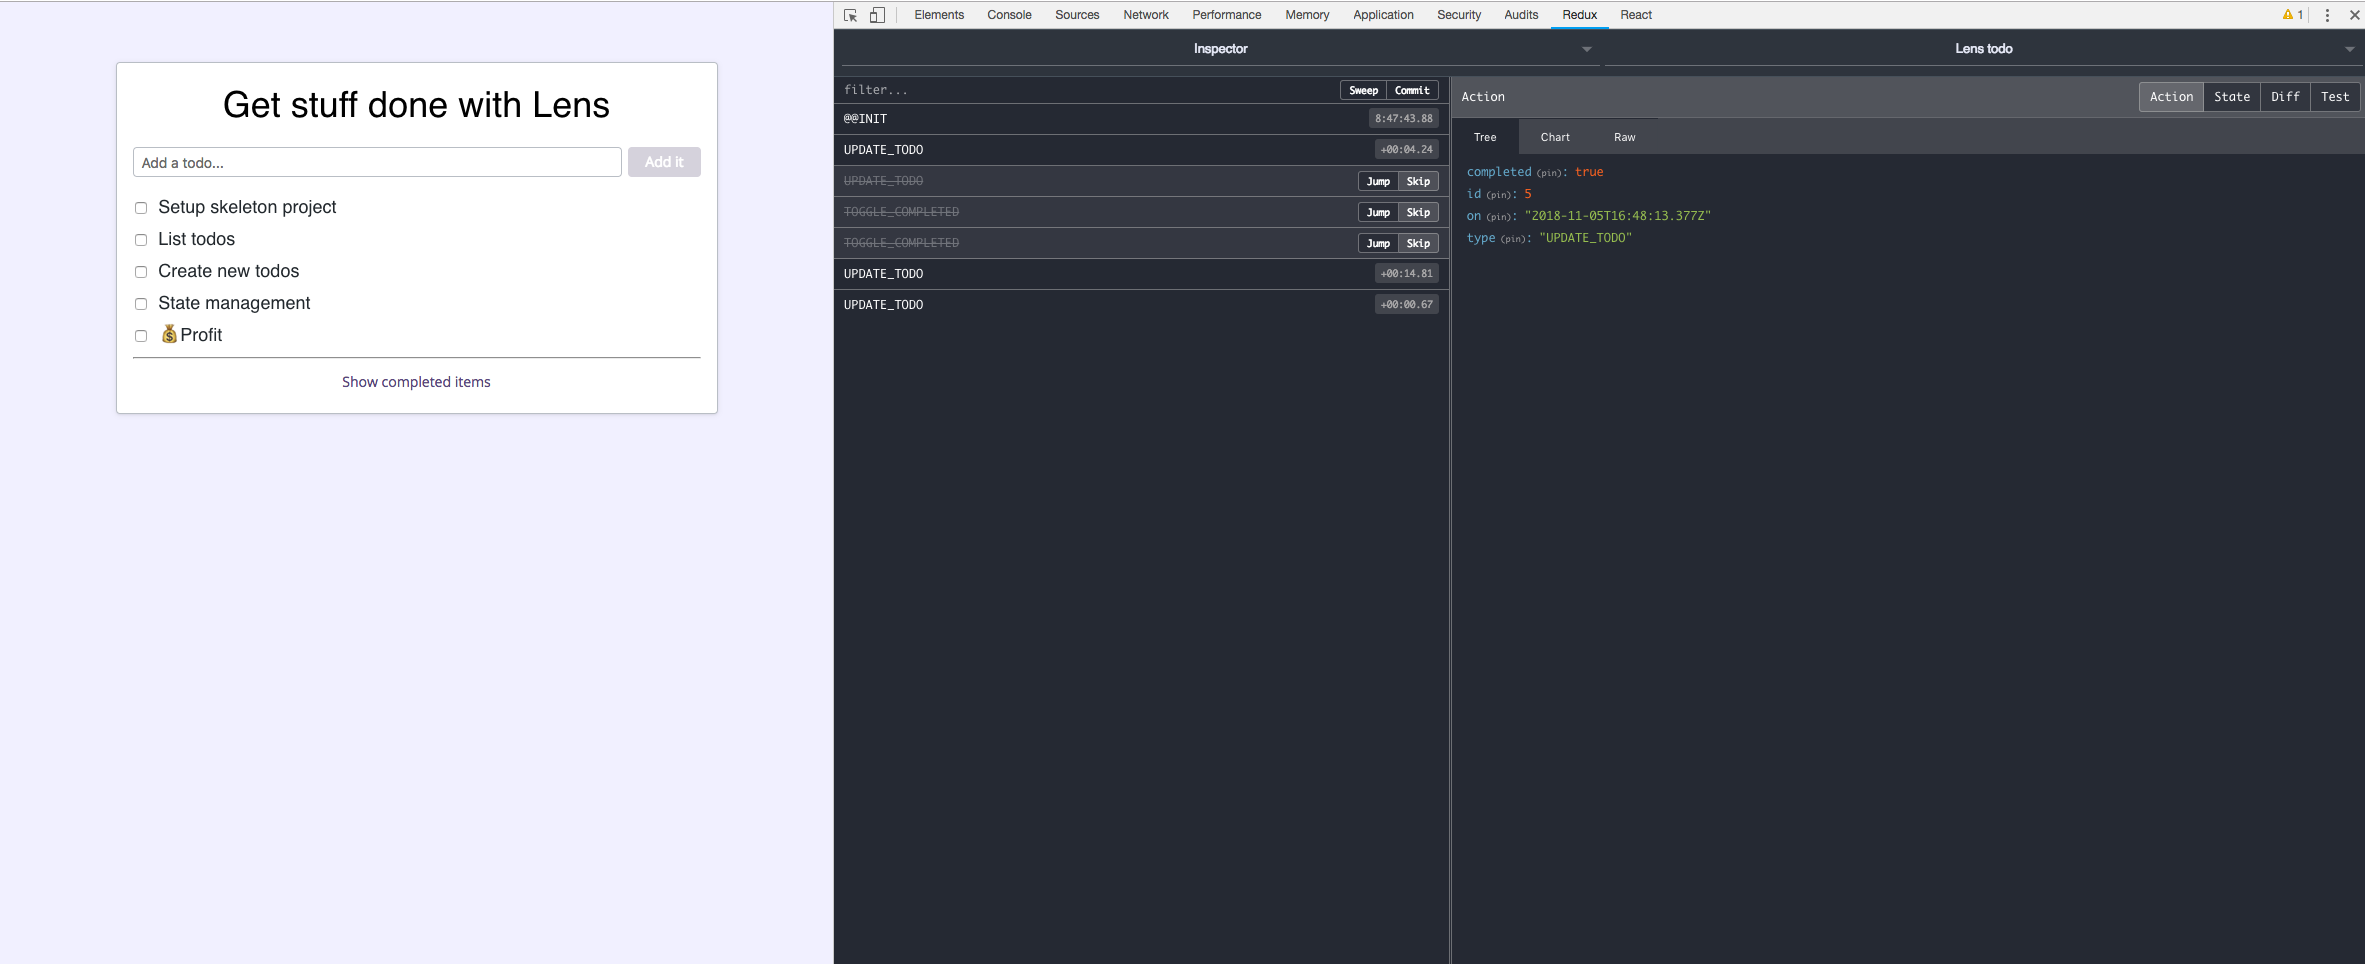 Get stuff done with Lens
Add a todo... Add it
Setup skeleton project
List todos
Create new todos
State management
💰Profit
Show completed items
Elements Console Sources Network Performance Memory Application Security Audits Redux React 1
Inspector Lens todo
filter... Sweep Commit
@@INIT 8:47:43.88
UPDATE_TODO +00:04.24
UPDATE_TODO Jump Skip
TOGGLE_COMPLETED Jump Skip
TOGGLE_COMPLETED Jump Skip
UPDATE_TODO +00:14.81
UPDATE_TODO +00:00.67
Action Action State Diff Test
Tree Chart Raw
completed (pin): true
id (pin): 5
on (pin): "2018-11-05T16:48:13.377Z"
type (pin): "UPDATE_TODO"